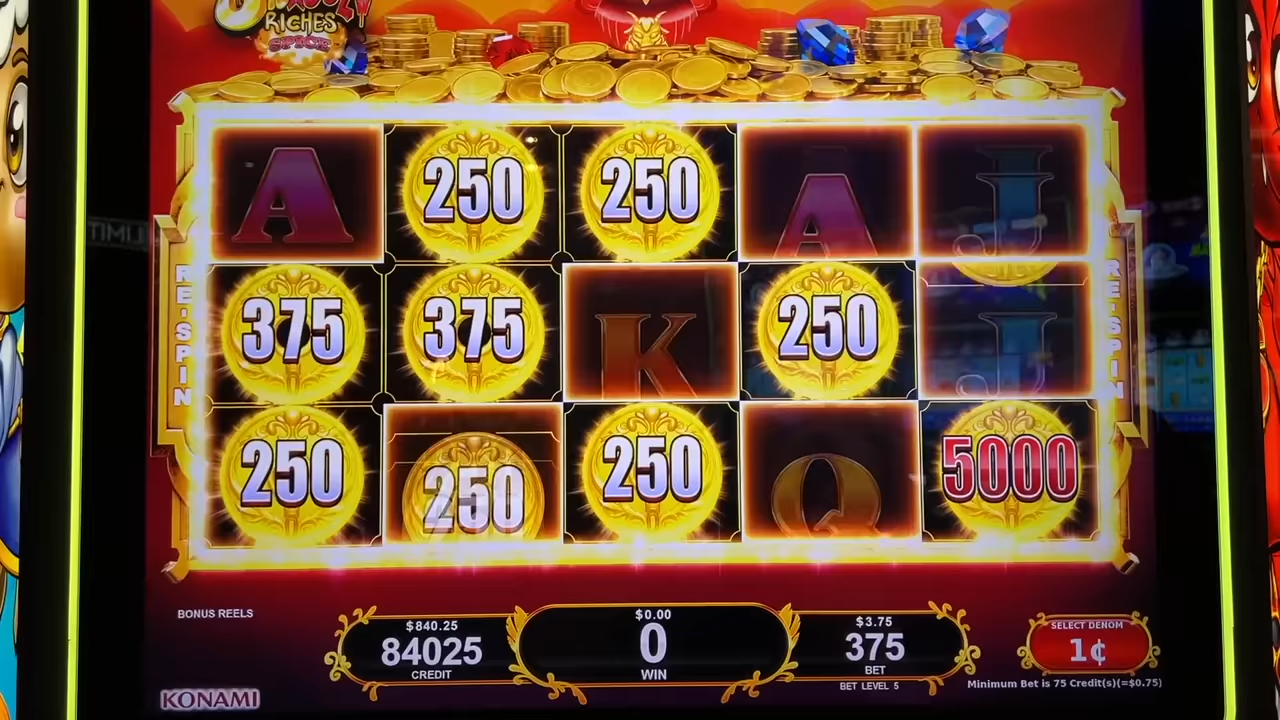 RICHES
A 250 250 A J
375 375 K 250 J
250 250 250 Q 5000
RE-SPIN
RE-SPIN
BONUS REELS
$840.25
84025
CREDIT
$0.00
0
WIN
$3.75
375
BET
BET LEVEL 5
SELECT DENOM
1¢
Minimum Bet is 75 Credit(s)(=$0.75)
KONAMI